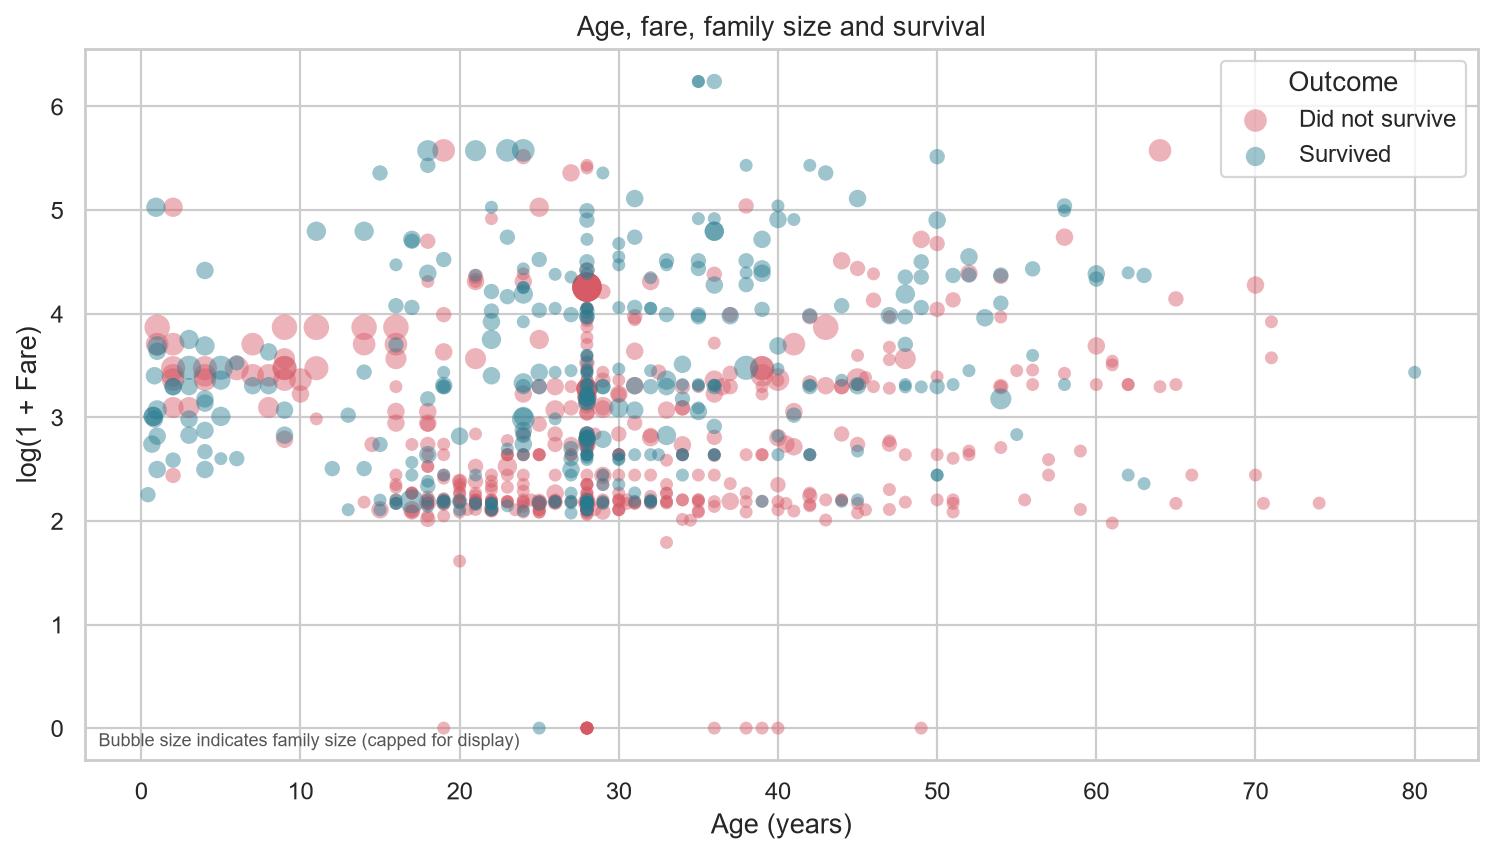 Age, fare, family size and survival
Outcome
Did not survive
Survived
log(1 + Fare)
6
5
4
3
2
1
0
Bubble size indicates family size (capped for display)
0 10 20 30 40 50 60 70 80
Age (years)